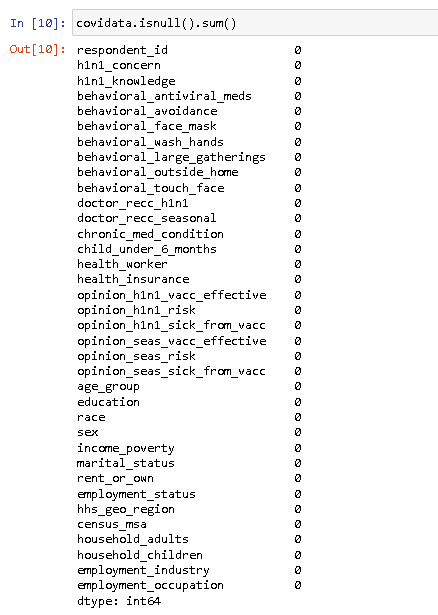 In [10]: covidata.isnull().sum()
Out[10]: respondent_id 0
h1n1_concern 0
h1n1_knowledge 0
behavioral_antiviral_meds 0
behavioral_avoidance 0
behavioral_face_mask 0
behavioral_wash_hands 0
behavioral_large_gatherings 0
behavioral_outside_home 0
behavioral_touch_face 0
doctor_recc_h1n1 0
doctor_recc_seasonal 0
chronic_med_condition 0
child_under_6_months 0
health_worker 0
health_insurance 0
opinion_h1n1_vacc_effective 0
opinion_h1n1_risk 0
opinion_h1n1_sick_from_vacc 0
opinion_seas_vacc_effective 0
opinion_seas_risk 0
opinion_seas_sick_from_vacc 0
age_group 0
education 0
race 0
sex 0
income_poverty 0
marital_status 0
rent_or_own 0
employment_status 0
hhs_geo_region 0
census_msa 0
household_adults 0
household_children 0
employment_industry 0
employment_occupation 0
dtype: int64